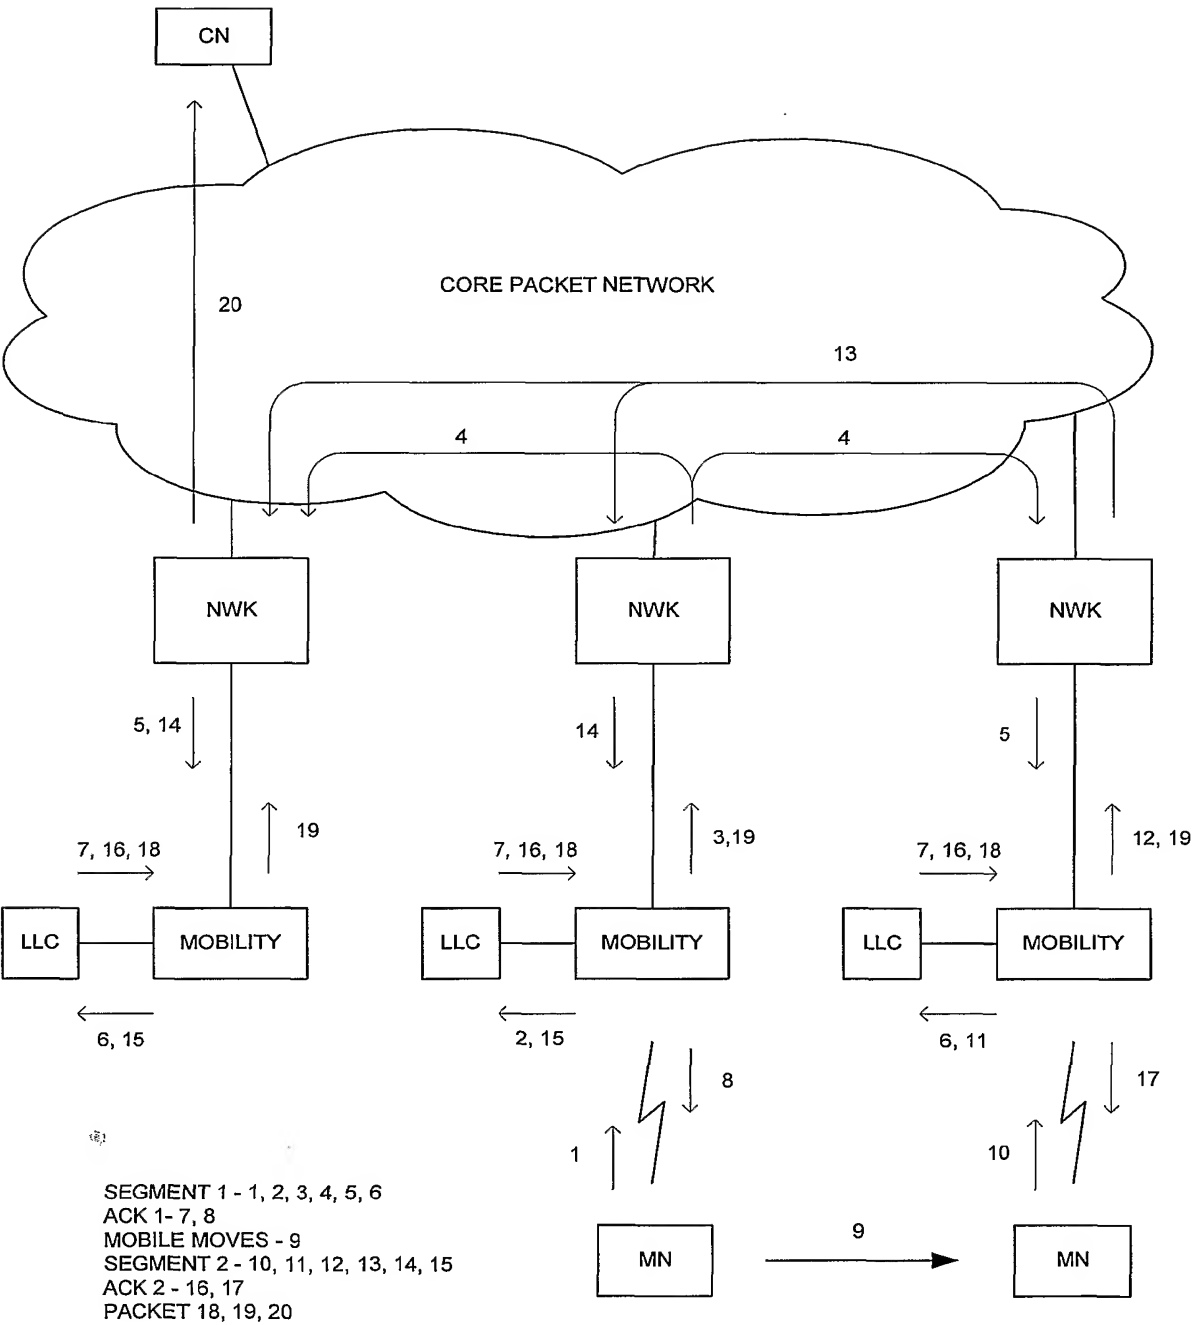 CN
CORE PACKET NETWORK
20
13
4
4
NWK
NWK
NWK
5, 14
14
5
19
3,19
12, 19
7, 16, 18
7, 16, 18
7, 16, 18
LLC
MOBILITY
LLC
MOBILITY
LLC
MOBILITY
6, 15
2, 15
6, 11
8
17
1
10
SEGMENT 1 - 1, 2, 3, 4, 5, 6
ACK 1- 7, 8
MOBILE MOVES - 9
SEGMENT 2 - 10, 11, 12, 13, 14, 15
ACK 2 - 16, 17
PACKET 18, 19, 20
9
MN
MN